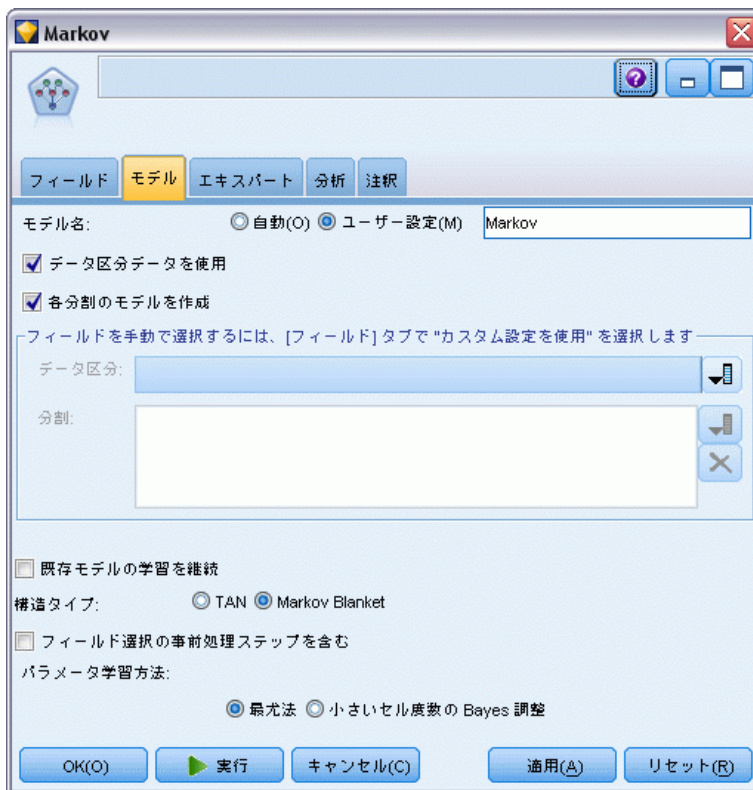 Markov
フィールド モデル エキスパート 分析 注釈
モデル名: 自動(O) ユーザー設定(M) Markov
データ区分データを使用
各分割のモデルを作成
フィールドを手動で選択するには、[フィールド] タブで "カスタム設定を使用" を選択します
データ区分:
分割:
既存モデルの学習を継続
構造タイプ: TAN Markov Blanket
フィールド選択の事前処理ステップを含む
パラメータ学習方法:
最尤法 小さいセル度数の Bayes 調整
OK(O) 実行 キャンセル(C) 適用(A) リセット(R)